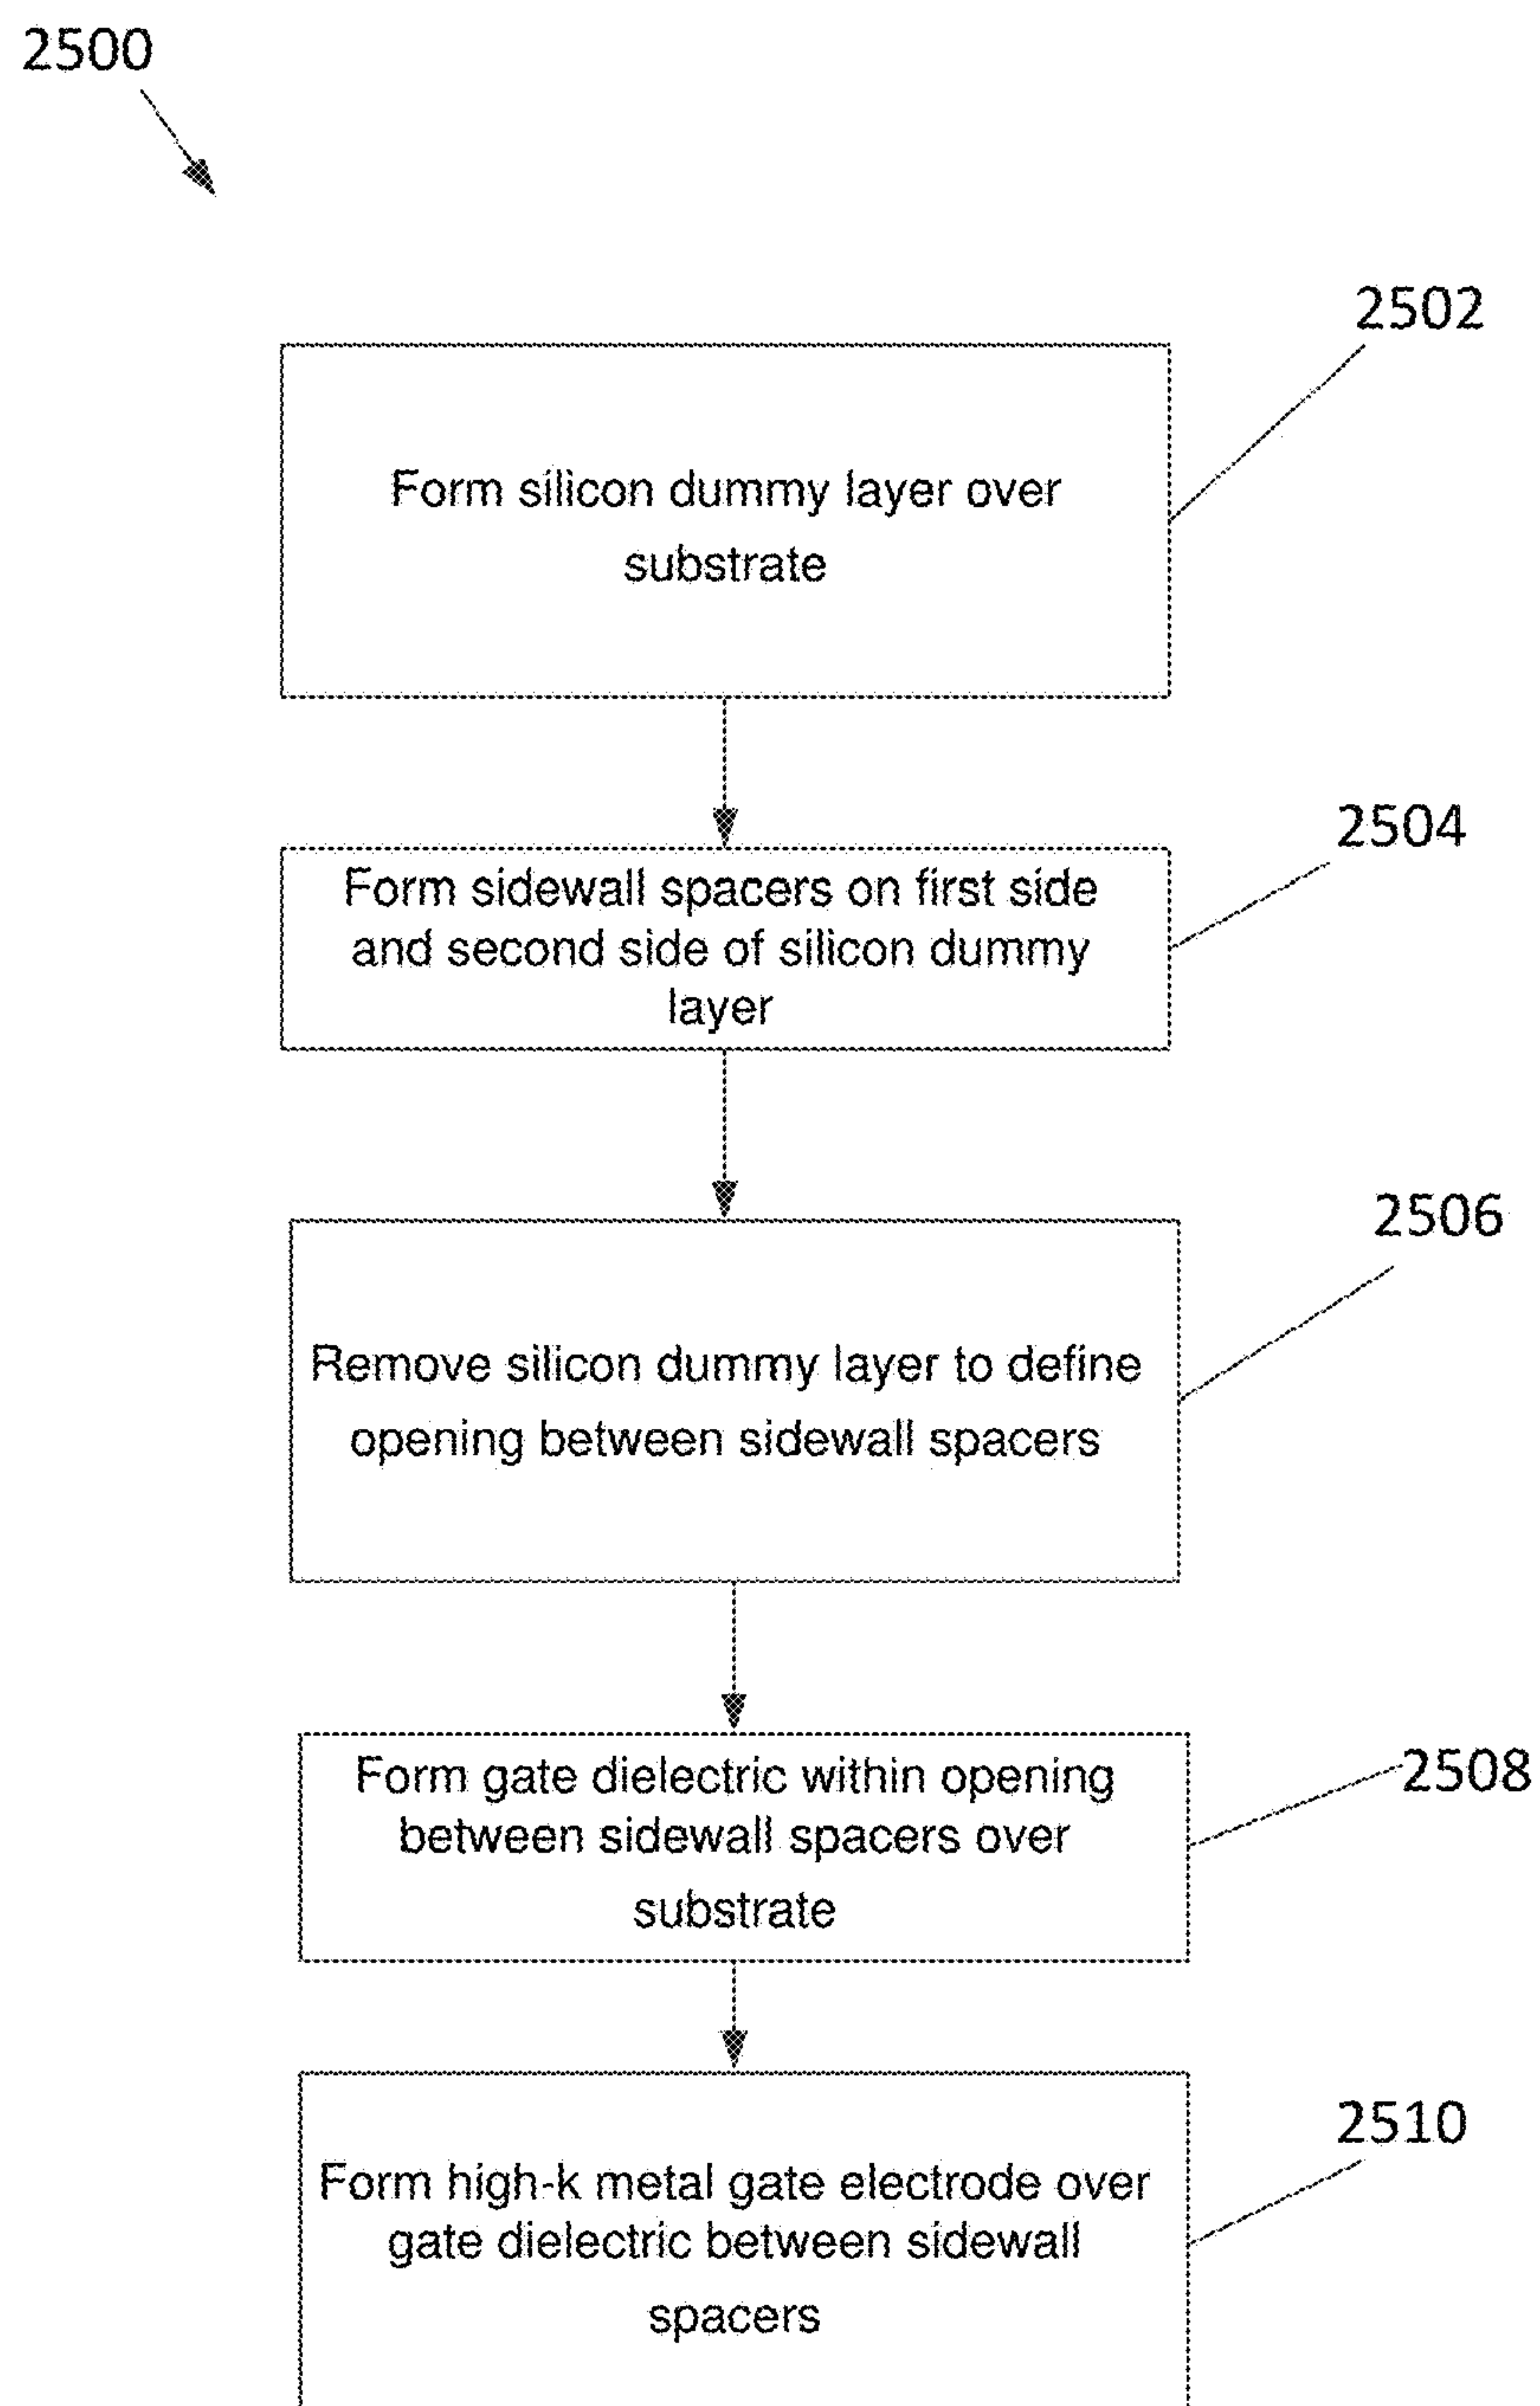 2500
2502
Form silicon dummy layer over
substrate
2504
Form sidewall spacers on first side
and second side of silicon dummy
layer
2506
Remove silicon dummy layer to define
opening between sidewall spacers
2508
Form gate dielectric within opening
between sidewall spacers over
substrate
2510
Form high-k metal gate electrode over
gate dielectric between sidewall
spacers